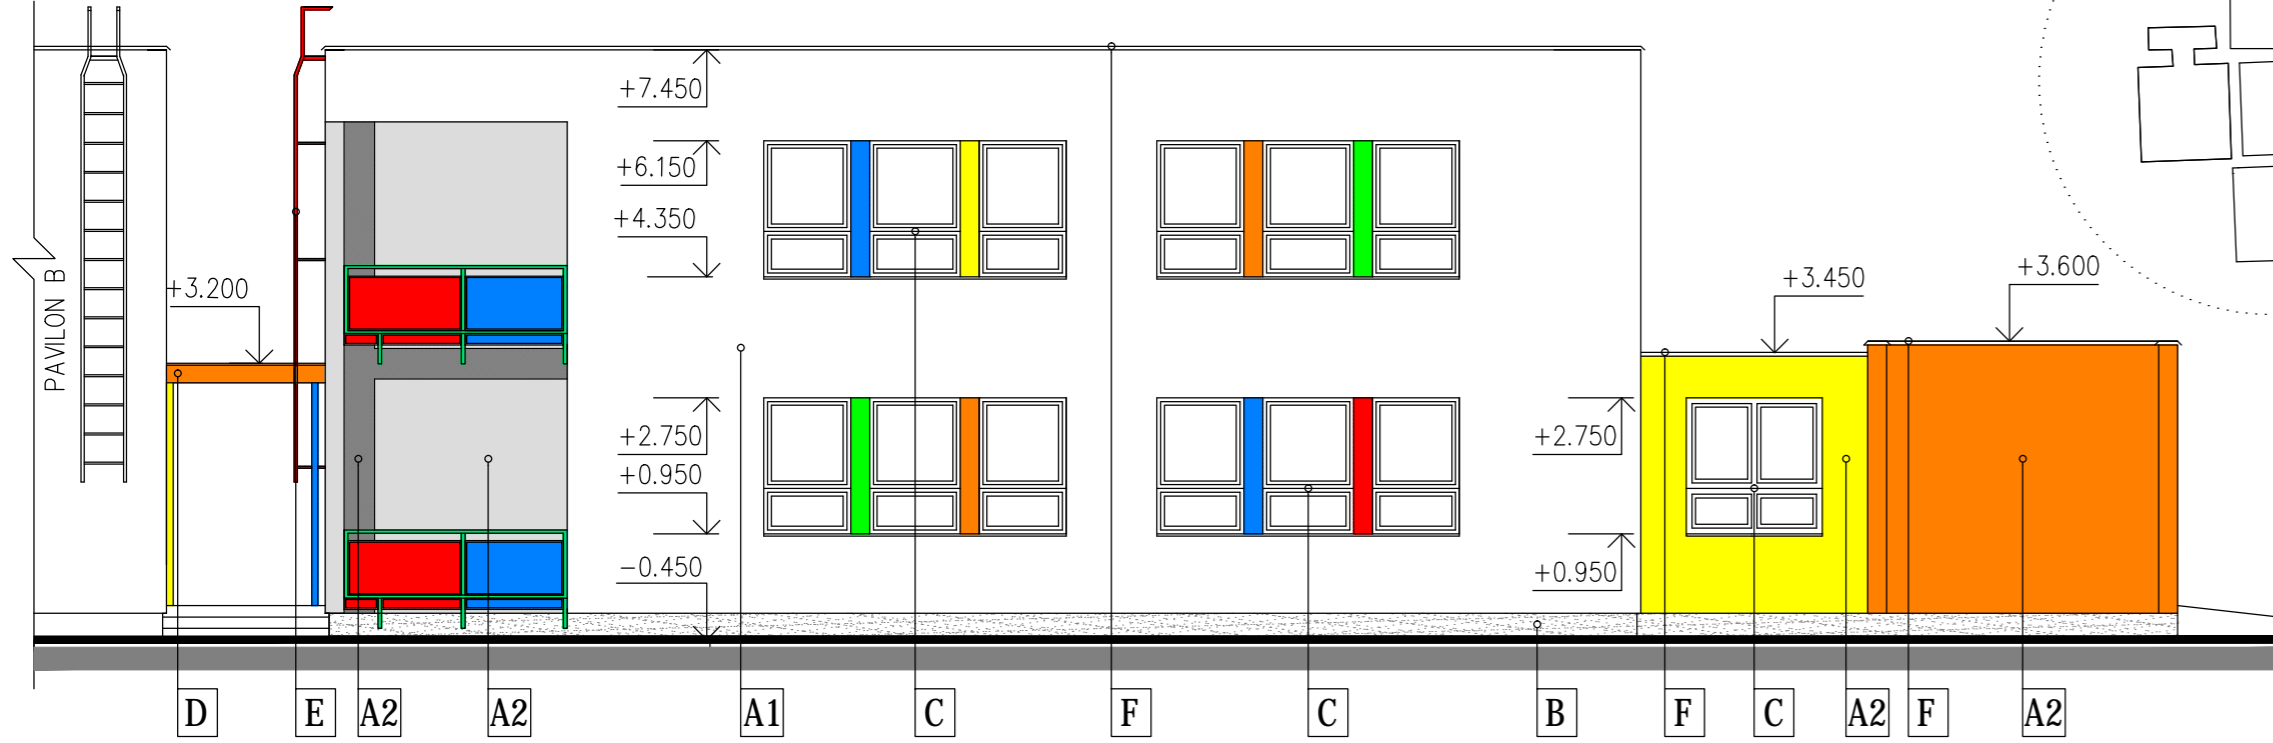 +7.450
+6.150
+4.350
+3.200
+3.450
+3.600
PAVILON B
+2.750
+0.950
-0.450
+2.750
+0.950
D
E
A2
A2
A1
C
F
C
B
F
C
A2
F
A2